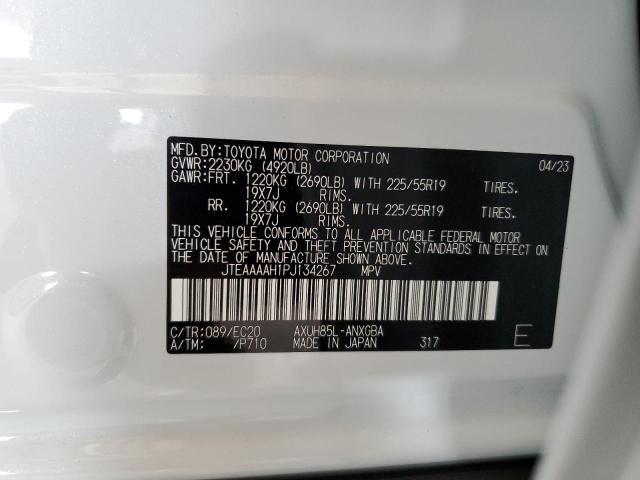 MFD.BY:TOYOTA MOTOR CORPORATION 04/23
GVWR:2230KG (4920LB)
GAWR:FRT. 1220KG (2690LB) WITH 225/55R19 TIRES.
19X7J RIMS.
RR. 1220KG (2690LB) WITH 225/55R19 TIRES.
19X7J RIMS.
THIS VEHICLE CONFORMS TO ALL APPLICABLE FEDERAL MOTOR
VEHICLE SAFETY AND THEFT PREVENTION STANDARDS IN EFFECT ON
THE DATE OF MANUFACTURE SHOWN ABOVE.
JTEAAAAH1PJ134267 MPV
C/TR:089/EC20 AXUH85L-ANXGBA
A/TM: /P710 MADE IN JAPAN 317 E